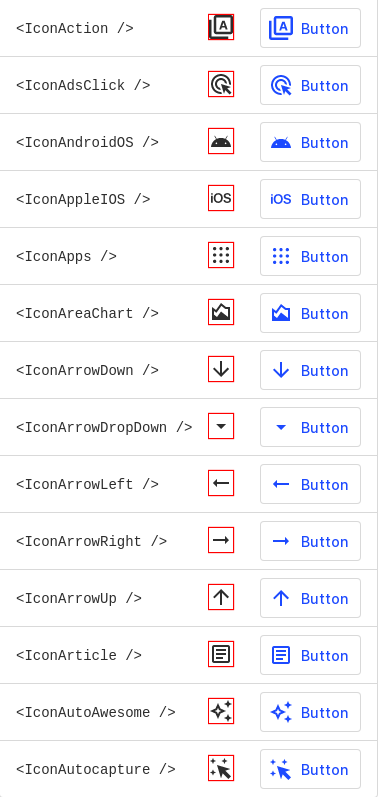 <IconAction /> A A Button
<IconAdsClick /> Button
<IconAndroidOS /> Button
<IconAppleIOS /> iOS iOS Button
<IconApps /> Button
<IconAreaChart /> Button
<IconArrowDown /> Button
<IconArrowDropDown /> Button
<IconArrowLeft /> Button
<IconArrowRight /> Button
<IconArrowUp /> Button
<IconArticle /> Button
<IconAutoAwesome /> Button
<IconAutocapture /> Button